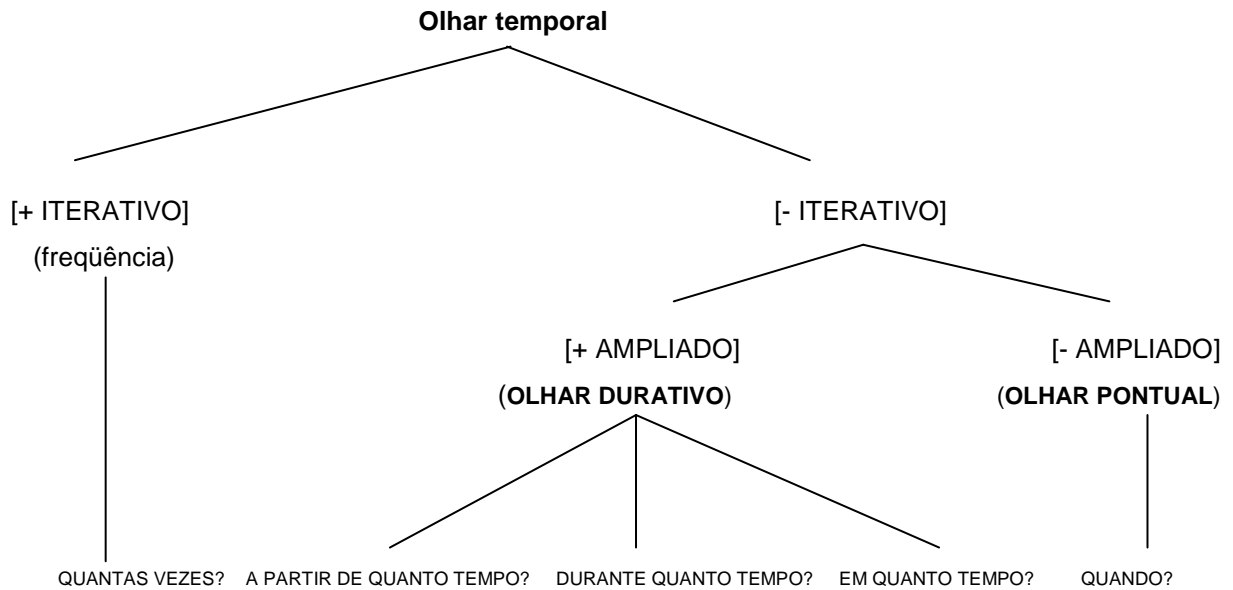 Olhar temporal
[+ ITERATIVO]
(freqüência)
[- ITERATIVO]
[+ AMPLIADO]
(OLHAR DURATIVO)
[- AMPLIADO]
(OLHAR PONTUAL)
QUANTAS VEZES?
A PARTIR DE QUANTO TEMPO?
DURANTE QUANTO TEMPO?
EM QUANTO TEMPO?
QUANDO?